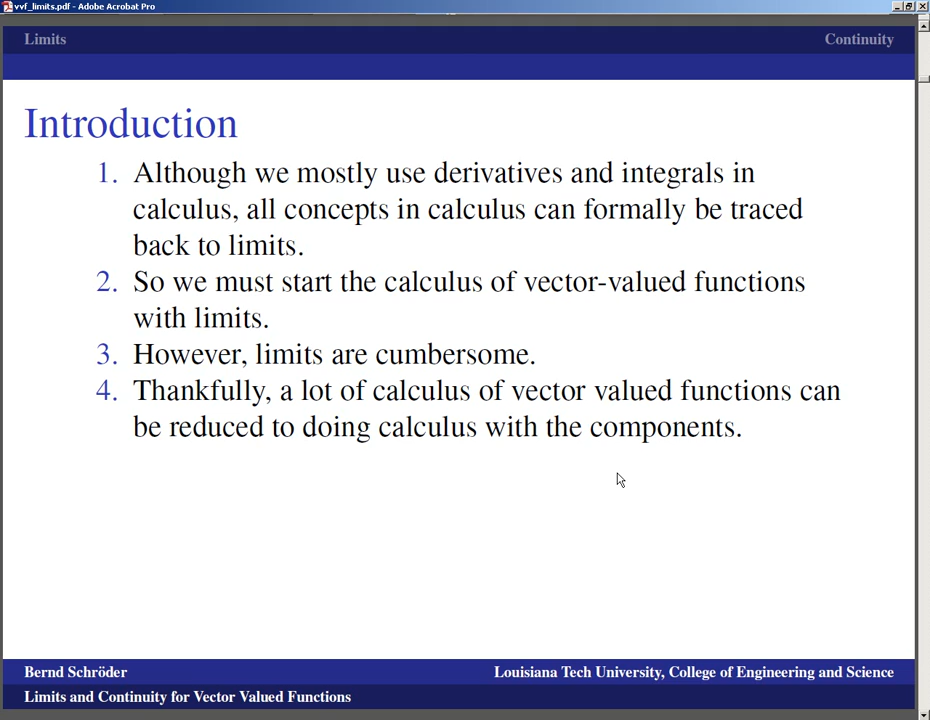 vvf_limits.pdf - Adobe Acrobat Pro
Limits Continuity
Introduction
1. Although we mostly use derivatives and integrals in
calculus, all concepts in calculus can formally be traced
back to limits.
2. So we must start the calculus of vector-valued functions
with limits.
3. However, limits are cumbersome.
4. Thankfully, a lot of calculus of vector valued functions can
be reduced to doing calculus with the components.
Bernd Schröder Louisiana Tech University, College of Engineering and Science
Limits and Continuity for Vector Valued Functions